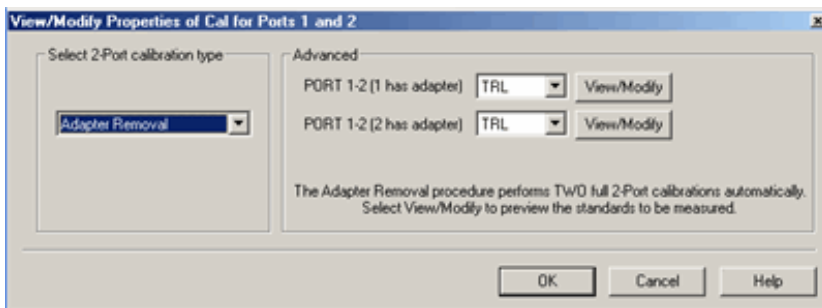 View/Modify Properties of Cal for Ports 1 and 2
Select 2-Port calibration type
Adapter Removal
Advanced
PORT 1-2 (1 has adapter) TRL View/Modify
PORT 1-2 (2 has adapter) TRL View/Modify
The Adapter Removal procedure performs TWO full 2-Port calibrations automatically.
Select View/Modify to preview the standards to be measured.
OK Cancel Help